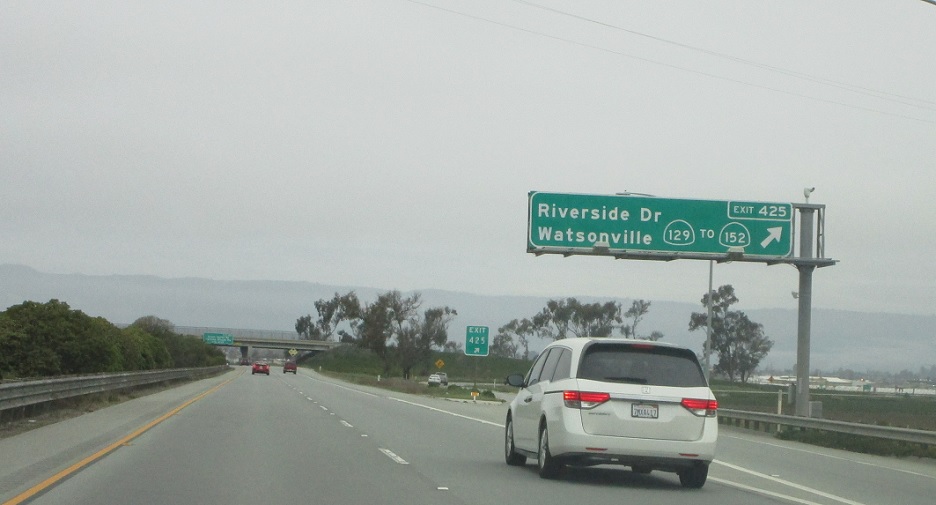 Riverside Dr
EXIT 425
Watsonville 129 TO 152
EXIT
425